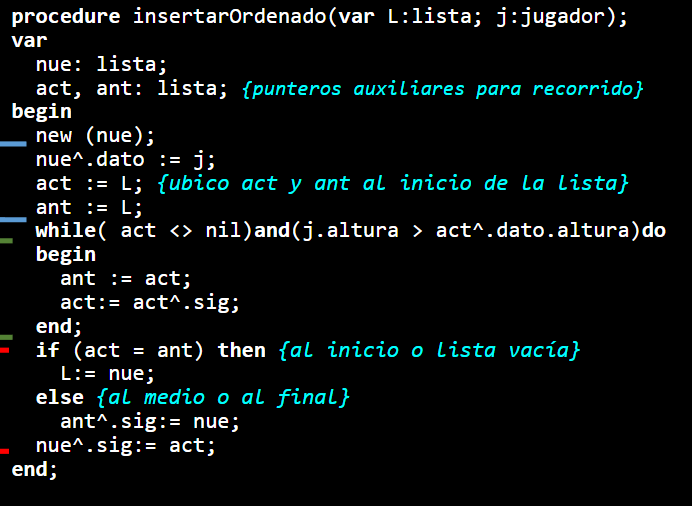 procedure insertarOrdenado(var L:lista; j:jugador);
var
  nue: lista;
  act, ant: lista; {punteros auxiliares para recorrido}
begin
  new (nue);
  nue^.dato := j;
  act := L; {ubico act y ant al inicio de la lista}
  ant := L;
  while( act <> nil)and(j.altura > act^.dato.altura)do
  begin
    ant := act;
    act:= act^.sig;
  end;
  if (act = ant) then {al inicio o lista vacía}
    L:= nue;
  else {al medio o al final}
    ant^.sig:= nue;
  nue^.sig:= act;
end;